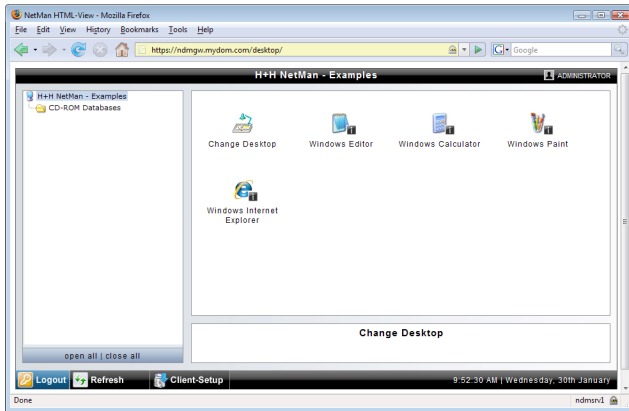 NetMan HTML-View - Mozilla Firefox
File Edit View History Bookmarks Tools Help
https://ndmgw.mydom.com/desktop/
G Google
H+H NetMan - Examples
ADMINISTRATOR
H+H NetMan - Examples
CD-ROM Databases
Change Desktop Windows Editor Windows Calculator Windows Paint
Windows Internet
Explorer
Change Desktop
open all | close all
Logout Refresh Client-Setup 9:52:30 AM | Wednesday, 30th January
Done ndmsrv1